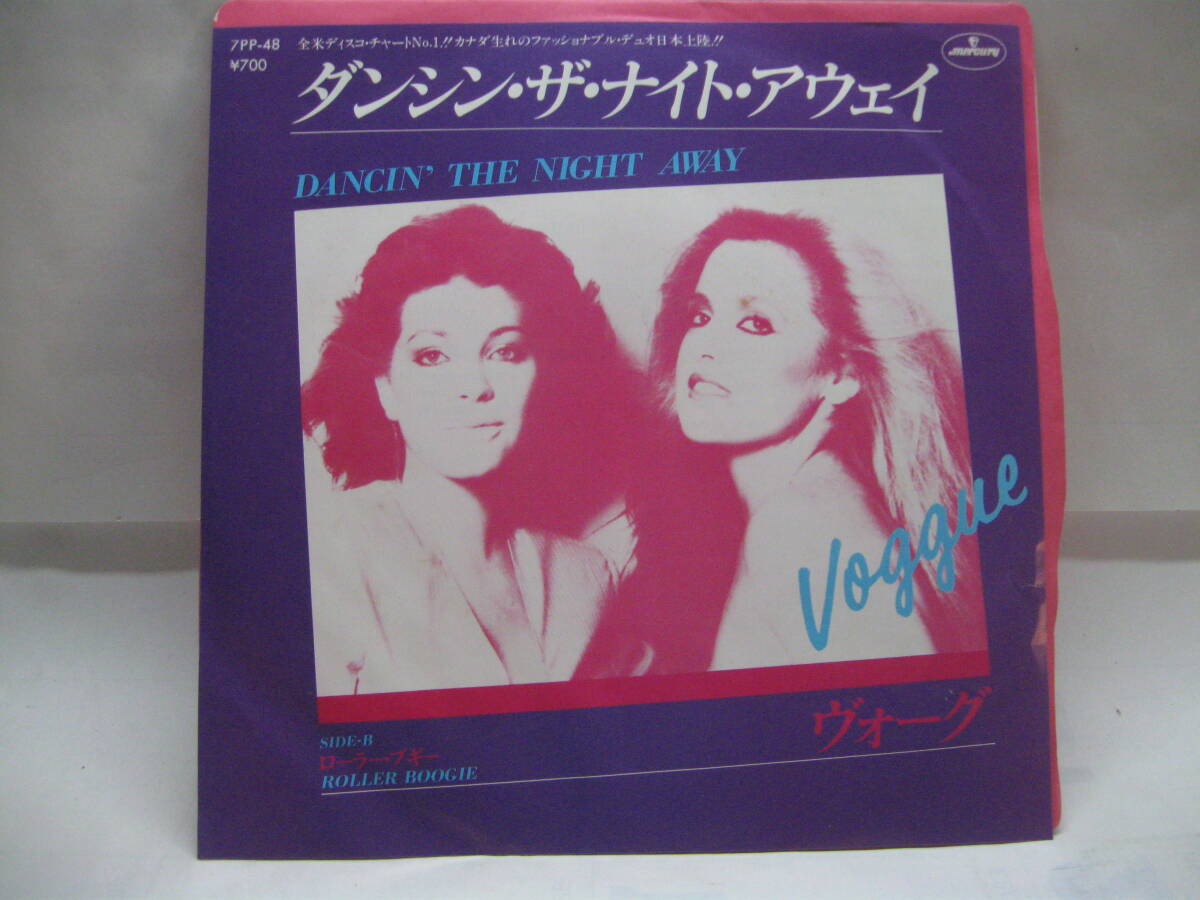 7PP-48
¥700
全米ディスコ・チャートNo.1.!!カナダ生れのファッショナブル・デュオ日本上陸.!!
mercury
ダンシン・ザ・ナイト・アウェイ
DANCIN' THE NIGHT AWAY
Voggue
ヴォーグ
SIDE-B
ローラー・ブギー
ROLLER BOOGIE